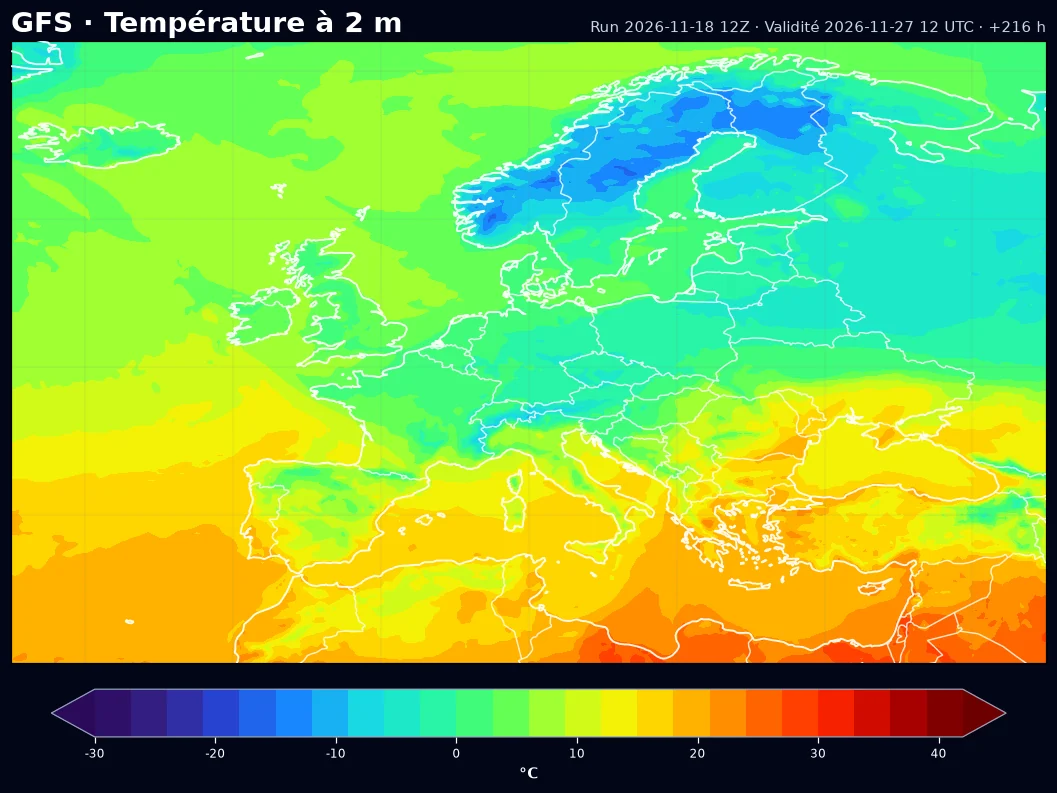 GFS · Température à 2 m
Run 2026-11-18 12Z · Validité 2026-11-27 12 UTC · +216 h
-30 -20 -10 0 10 20 30 40
°C